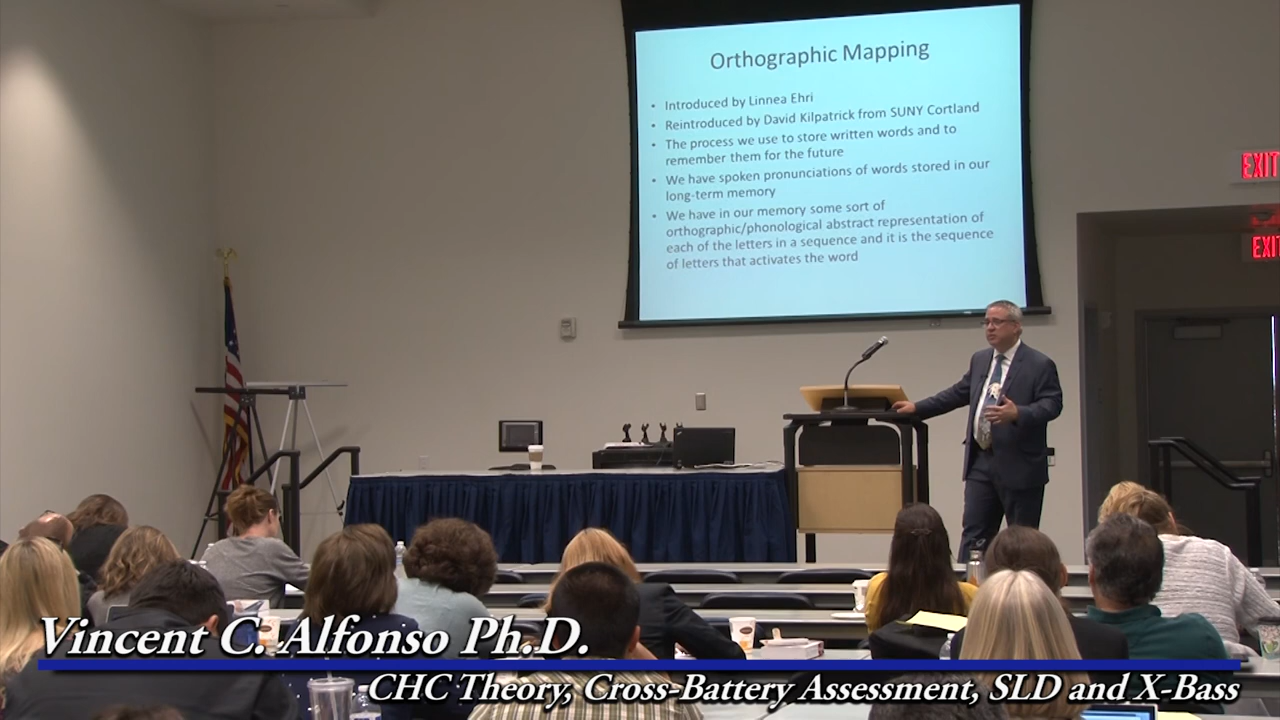 Orthographic Mapping
• Introduced by Linnea Ehri
• Reintroduced by David Kilpatrick from SUNY Cortland
• The process we use to store written words and to
remember them for the future
• We have spoken pronunciations of words stored in our
long-term memory
• We have in our memory some sort of
orthographic/phonological abstract representation of
each of the letters in a sequence and it is the sequence
of letters that activates the word
EXIT
EXIT
Vincent C. Alfonso Ph.D.
CHC Theory, Cross-Battery Assessment, SLD and X-Bass